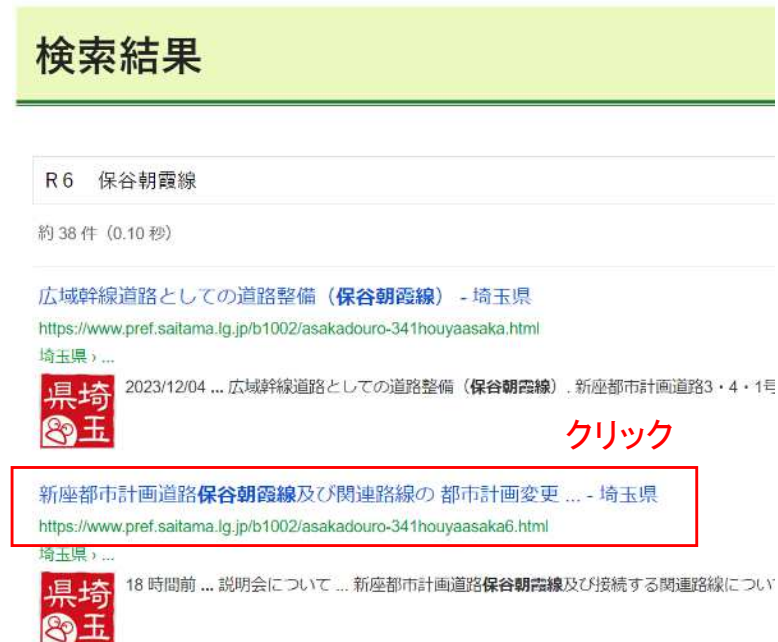 検索結果
R6 保谷朝霞線
約 38 件 (0.10 秒)
広域幹線道路としての道路整備（保谷朝霞線） - 埼玉県
https://www.pref.saitama.lg.jp/b1002/asakadouro-341houyaasaka.html
埼玉県 › ...
県埼玉
2023/12/04 ... 広域幹線道路としての道路整備（保谷朝霞線）. 新座都市計画道路3・4・1号
クリック
新座都市計画道路保谷朝霞線及び関連路線の 都市計画変更 ... - 埼玉県
https://www.pref.saitama.lg.jp/b1002/asakadouro-341houyaasaka6.html
埼玉県 › ...
県埼玉
18 時間前 ... 説明会について ... 新座都市計画道路保谷朝霞線及び接続する関連路線につい